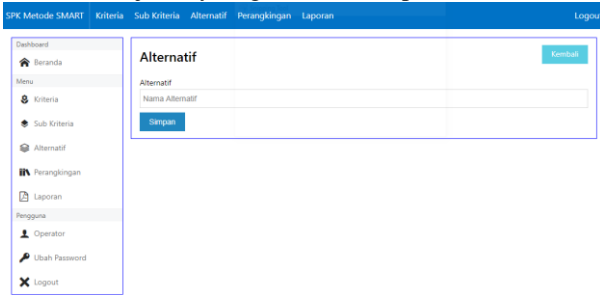 SPK Metode SMART Kriteria Sub Kriteria Alternatif Perangkingan Laporan Logou
Dashboard
Beranda
Menu
Kriteria
Sub Kriteria
Alternatif
Perangkingan
Laporan
Pengguna
Operator
Ubah Password
Logout
Alternatif
Kembali
Alternatif
Nama Alternatif
Simpan